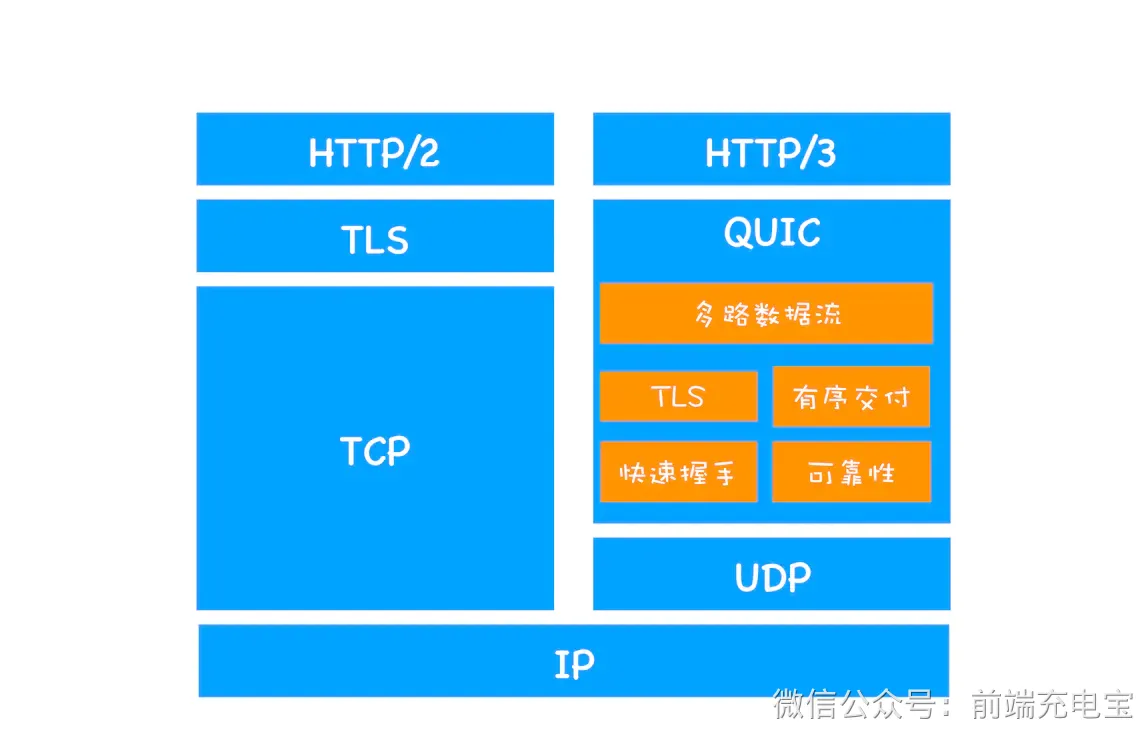 HTTP/2
TLS
TCP
HTTP/3
QUIC
多路数据流
TLS
有序交付
快速握手
可靠性
UDP
IP
微信公众号：前端充电宝